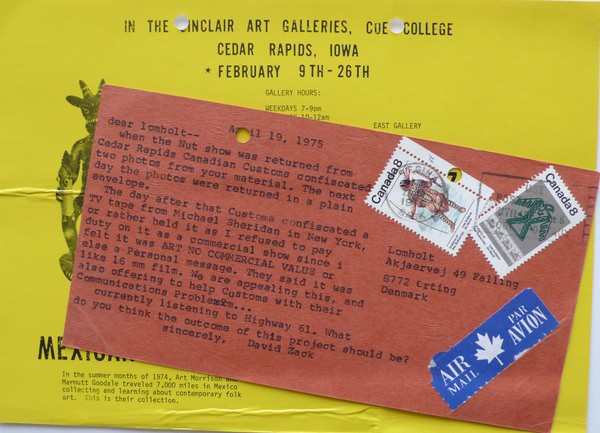 IN THE SINCLAIR ART GALLERIES, COE COLLEGE
CEDAR RAPIDS, IOWA
* FEBRUARY 9TH-26TH
GALLERY HOURS:
WEEKDAYS 7-9pm
10-12am
EAST GALLERY
dear lomholt-- April 19, 1975
when the Nut show was returned from
Cedar Rapids Canadian Customs confiscated
two photos from your material. The next
day the photos were returned in a plain
envelope.
The day after that Customs confiscated a
TV tape from Michael Sheridan in New York,
or rather held it as I refused to pay
duty on it as a commercial show since i
felt it was ART NO COMMERCIAL VALUE or
else a Personal message. They said it was
like 16 mm film. We are appealing this, and
also offering to help Customs with their
Communications Problem...
currently listening to Highway 61. What
do you think the outcome of this project should be?
sincerely, David Zack
Canada 8
Canada 8
Lomholt
Akjaervej 49 Falling
8772 Orting
Denmark
AIR MAIL
PAR AVION
MEXICAN
In the summer months of 1974, Art Morrison and
Marmutt Goodale traveled 7,000 miles in Mexico
collecting and learning about contemporary folk
art. This is their collection.